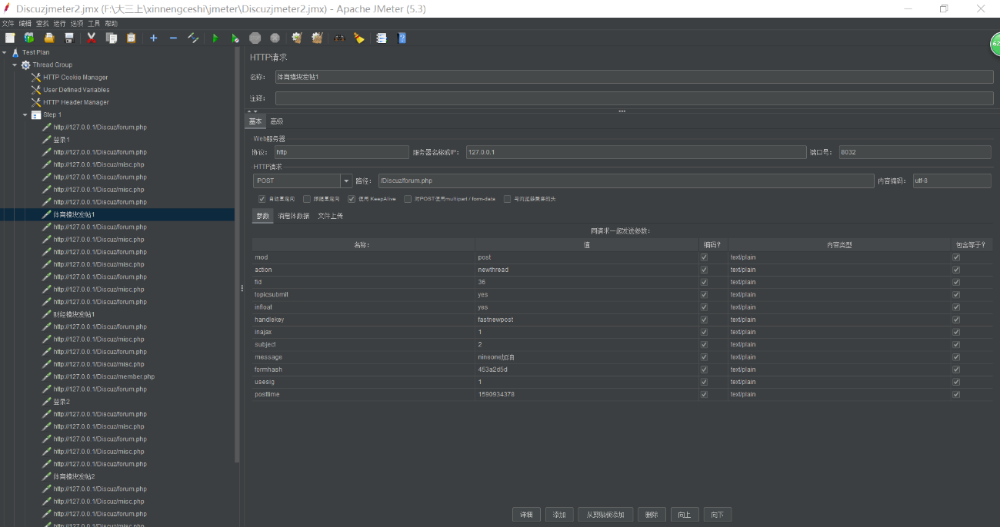 Discuzjmeter2.jmx (F:\大三上\xinnengceshi\jmeter\Discuzjmeter2.jmx) - Apache JMeter (5.3)
文件 编辑 查找 运行 选项 工具 帮助
62
Test Plan
Thread Group
HTTP Cookie Manager
User Defined Variables
HTTP Header Manager
Step 1
http://127.0.0.1/Discuz/forum.php
登录1
http://127.0.0.1/Discuz/forum.php
http://127.0.0.1/Discuz/misc.php
http://127.0.0.1/Discuz/forum.php
http://127.0.0.1/Discuz/misc.php
http://127.0.0.1/Discuz/forum.php
体育模块发帖1
http://127.0.0.1/Discuz/forum.php
http://127.0.0.1/Discuz/misc.php
http://127.0.0.1/Discuz/forum.php
http://127.0.0.1/Discuz/misc.php
http://127.0.0.1/Discuz/forum.php
http://127.0.0.1/Discuz/misc.php
http://127.0.0.1/Discuz/forum.php
财经模块发帖1
http://127.0.0.1/Discuz/forum.php
http://127.0.0.1/Discuz/misc.php
http://127.0.0.1/Discuz/forum.php
http://127.0.0.1/Discuz/misc.php
http://127.0.0.1/Discuz/member.php
http://127.0.0.1/Discuz/forum.php
登录2
http://127.0.0.1/Discuz/forum.php
http://127.0.0.1/Discuz/misc.php
http://127.0.0.1/Discuz/forum.php
http://127.0.0.1/Discuz/misc.php
http://127.0.0.1/Discuz/forum.php
体育模块发帖2
http://127.0.0.1/Discuz/forum.php
http://127.0.0.1/Discuz/misc.php
http://127.0.0.1/Discuz/forum.php
http://127.0.0.1/Discuz/misc.php
HTTP请求
名称: 体育模块发帖1
注释:
基本 高级
Web服务器
协议: http 服务器名称或IP: 127.0.0.1 端口号: 8032
HTTP请求
POST 路径: /Discuz/forum.php 内容编码: utf-8
自动重定向 跟随重定向 使用 KeepAlive 对POST使用multipart / form-data 与浏览器兼容的头
参数 消息体数据 文件上传
同请求一起发送参数:
名称: 值 编码? 内容类型 包含等于?
mod post text/plain
action newthread text/plain
fid 36 text/plain
topicsubmit yes text/plain
infloat yes text/plain
handlekey fastnewpost text/plain
inajax 1 text/plain
subject 2 text/plain
message nineone加油 text/plain
formhash 453a2d5d text/plain
usesig 1 text/plain
posttime 1590934378 text/plain
详细 添加 从剪贴板添加 删除 向上 向下